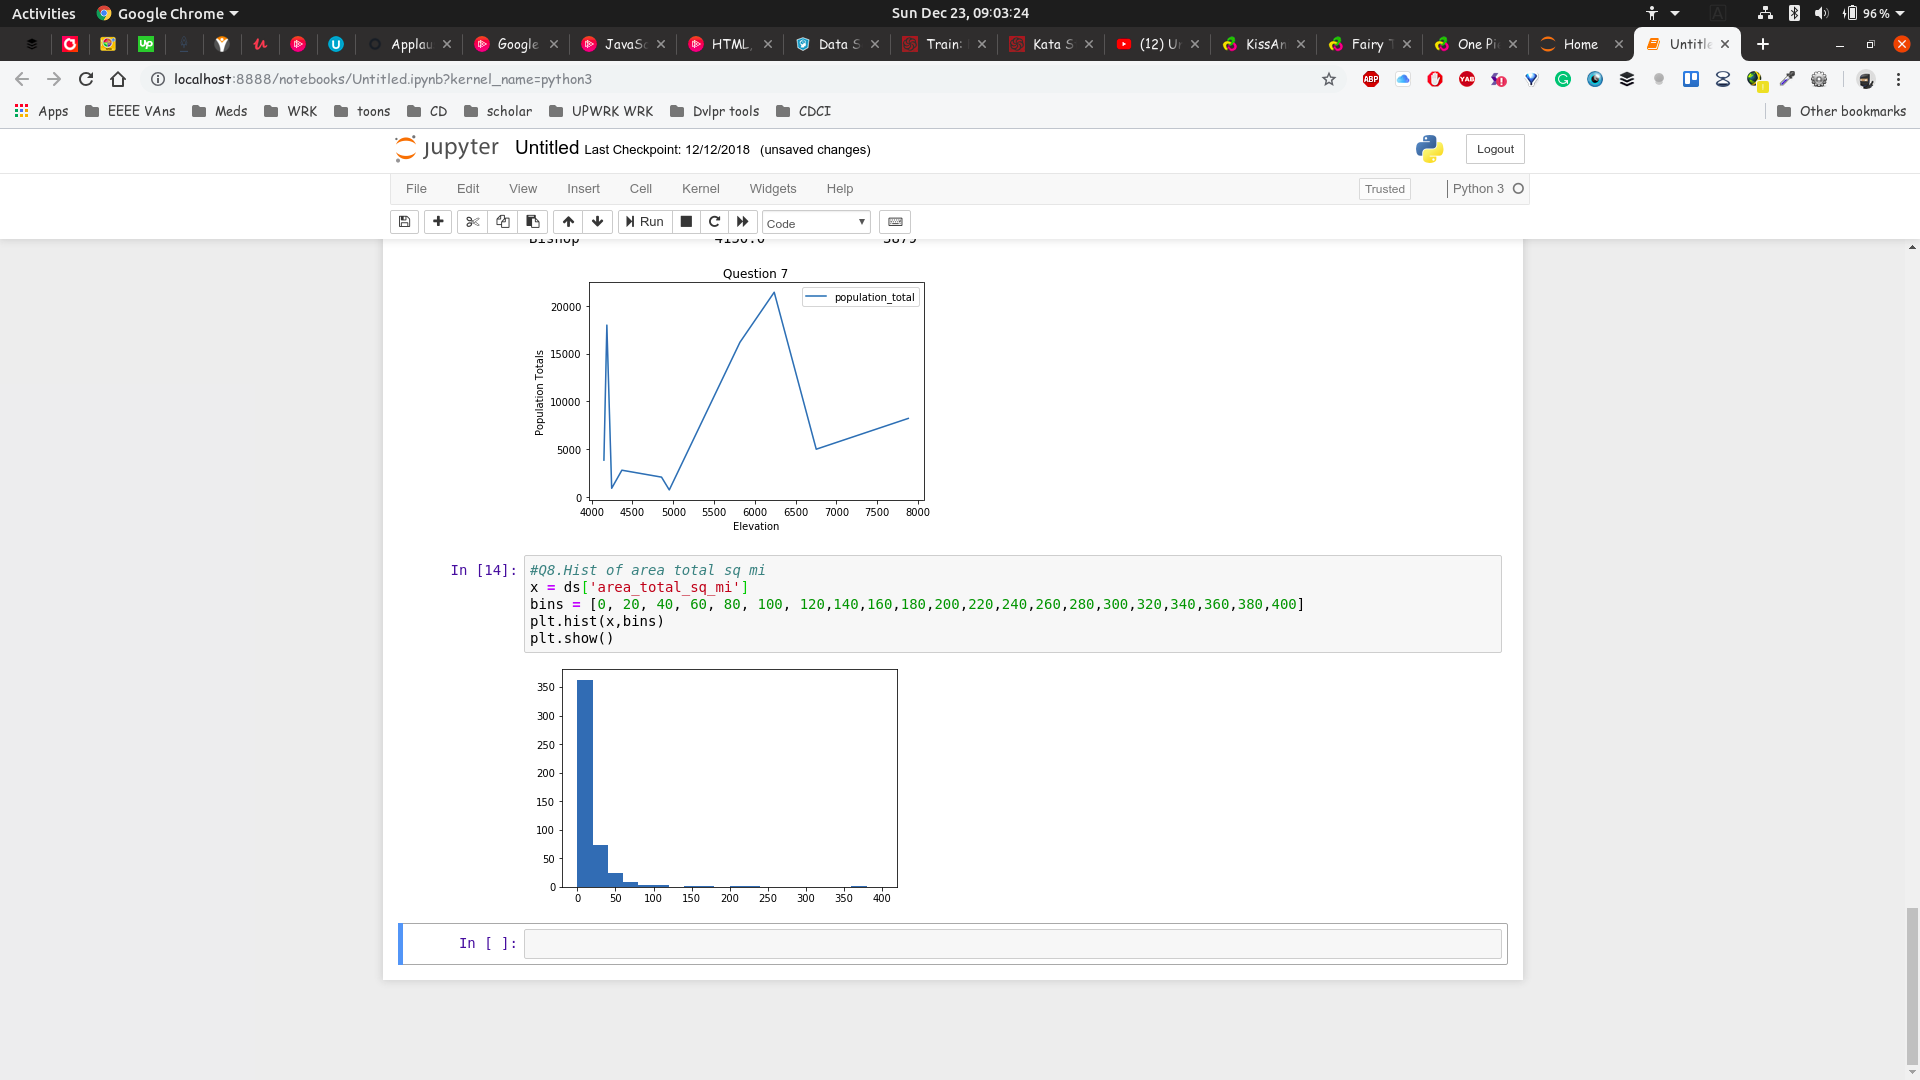 Activities Google Chrome Sun Dec 23, 09:03:24 96 %
Applau Google JavaSc HTML, Data S Train: Kata S (12) Ur KissAn Fairy T One Pie Home Untitle
localhost:8888/notebooks/Untitled.ipynb?kernel_name=python3
Apps EEEE VAns Meds WRK toons CD scholar UPWRK WRK Dvlpr tools CDCI Other bookmarks
jupyter Untitled Last Checkpoint: 12/12/2018 (unsaved changes) Logout
File Edit View Insert Cell Kernel Widgets Help Trusted Python 3
Run Code
Bishop 4150.0 3879
Question 7
population_total
20000
15000
10000
5000
0
Population Totals
4000 4500 5000 5500 6000 6500 7000 7500 8000
Elevation
In [14]: #Q8.Hist of area total sq mi
x = ds['area_total_sq_mi']
bins = [0, 20, 40, 60, 80, 100, 120,140,160,180,200,220,240,260,280,300,320,340,360,380,400]
plt.hist(x,bins)
plt.show()
350
300
250
200
150
100
50
0
0 50 100 150 200 250 300 350 400
In [ ]: